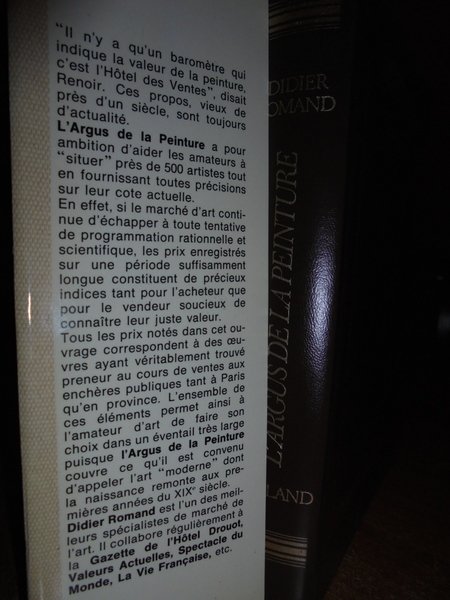 "Il n'y a qu'un baromètre qui
indique la valeur de la peinture,
c'est l'Hôtel des Ventes", disait
Renoir. Ces propos, vieux de
près d'un siècle, sont toujours
d'actualité.
L'Argus de la Peinture a pour
ambition d'aider les amateurs à
"situer" près de 500 artistes tout
en fournissant toutes précisions
sur leur cote actuelle.
En effet, si le marché d'art conti-
nue d'échapper à toute tentative
de programmation rationnelle et
scientifique, les prix enregistrés
sur une période suffisamment
longue constituent de précieux
indices tant pour l'acheteur que
pour le vendeur soucieux de
connaître leur juste valeur.
Tous les prix notés dans cet ou-
vrage correspondent à des œu-
vres ayant véritablement trouvé
preneur au cours de ventes aux
enchères publiques tant à Paris
qu'en province. L'ensemble de
ces éléments permet ainsi à
l'amateur d'art de faire son
choix dans un éventail très large
puisque l'Argus de la Peinture
couvre ce qu'il est convenu
d'appeler l'art "moderne" dont
la naissance remonte aux pre-
mières années du XIXe siècle.
Didier Romand est l'un des meil-
leurs spécialistes de marché de
l'art. Il collabore régulièrement à
la Gazette de l'Hôtel Drouot,
Valeurs Actuelles, Spectacle du
Monde, La Vie Française, etc.
DIDIER
OMAND
L'ARGUS DE LA PEINTURE
LAND